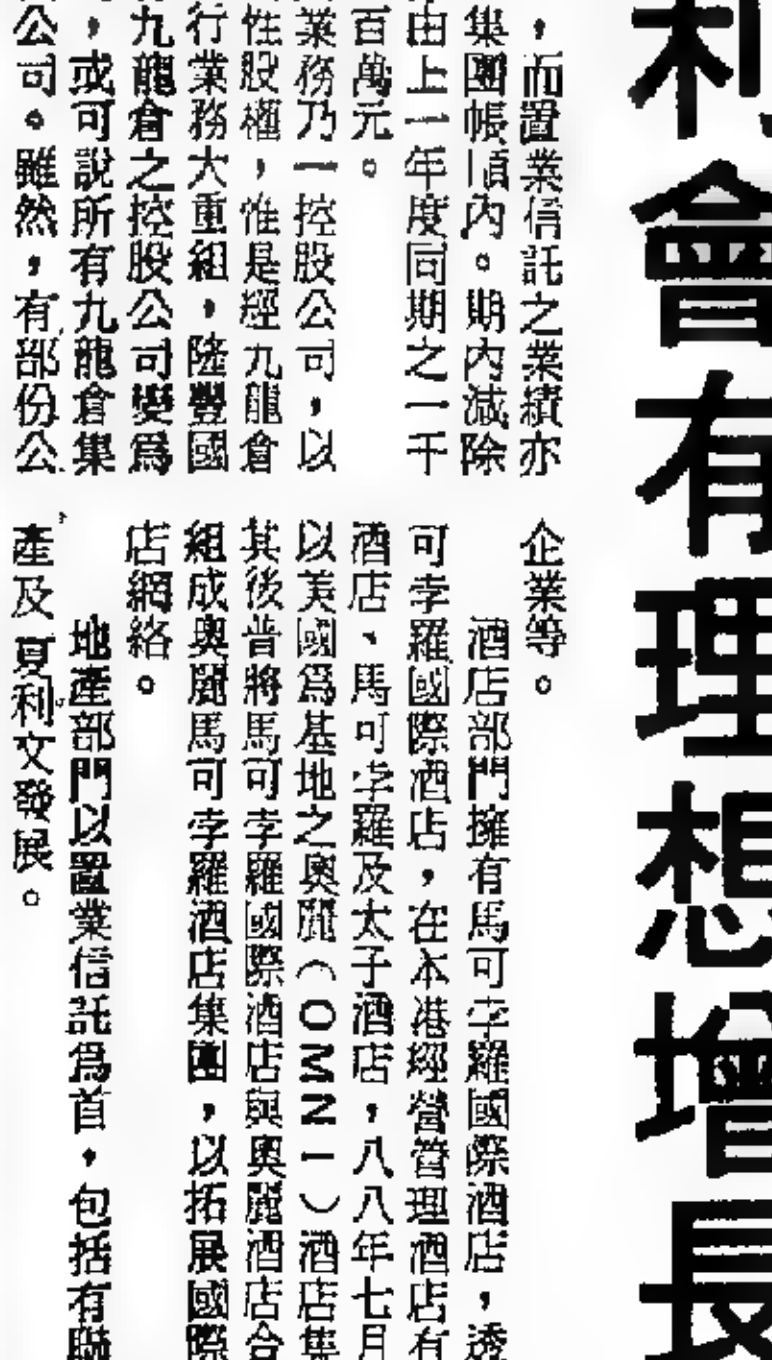 利會有理想增長
，而置業信託之業績亦
集團帳項內。期內減除
由上一年度同期之一千
百萬元。
業務乃一控股公司，以
性股權，惟是經九龍倉
行業務大重組，隆豐國
九龍倉之控股公司變爲
，或可說所有九龍倉集
公司。雖然，有部份公
企業等。
酒店部門擁有馬可孛羅國際酒店，透
可孛羅國際酒店，在本港經營管理酒店有
酒店、馬可孛羅及太子酒店，八八年七月
以美國爲基地之奧麗（OMNI）酒店集
其後曾將馬可孛羅國際酒店與奧麗酒店合
組成奧麗馬可孛羅酒店集團，以拓展國際
店網絡。
地產部門以置業信託爲首，包括有聯
產及夏利文發展。